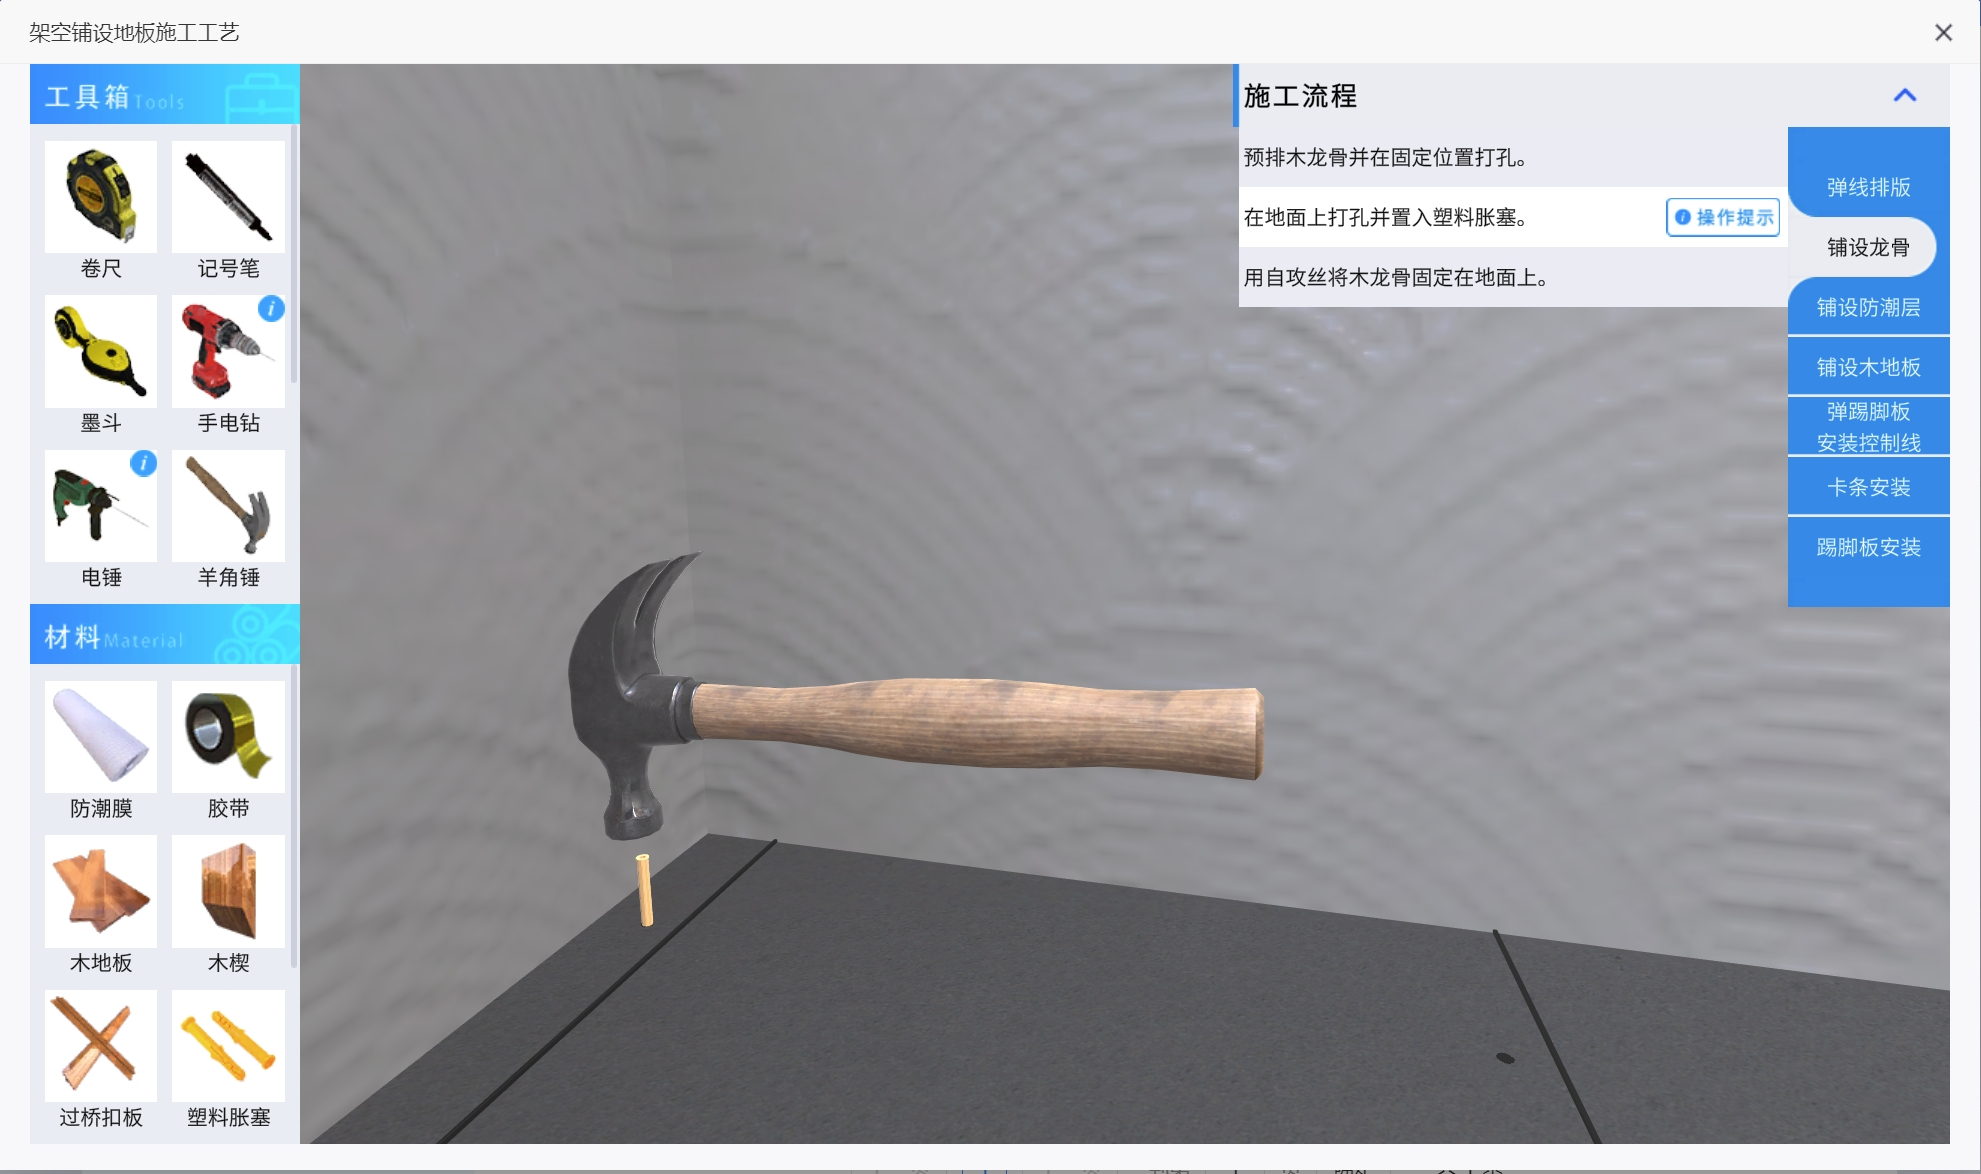 架空铺设地板施工工艺
工具箱Tools
卷尺
记号笔
墨斗
手电钻
电锤
羊角锤
材料Material
防潮膜
胶带
木地板
木楔
过桥扣板
塑料胀塞
施工流程
预排木龙骨并在固定位置打孔。
在地面上打孔并置入塑料胀塞。
操作提示
用自攻丝将木龙骨固定在地面上。
弹线排版
铺设龙骨
铺设防潮层
铺设木地板
弹踢脚板
安装控制线
卡条安装
踢脚板安装